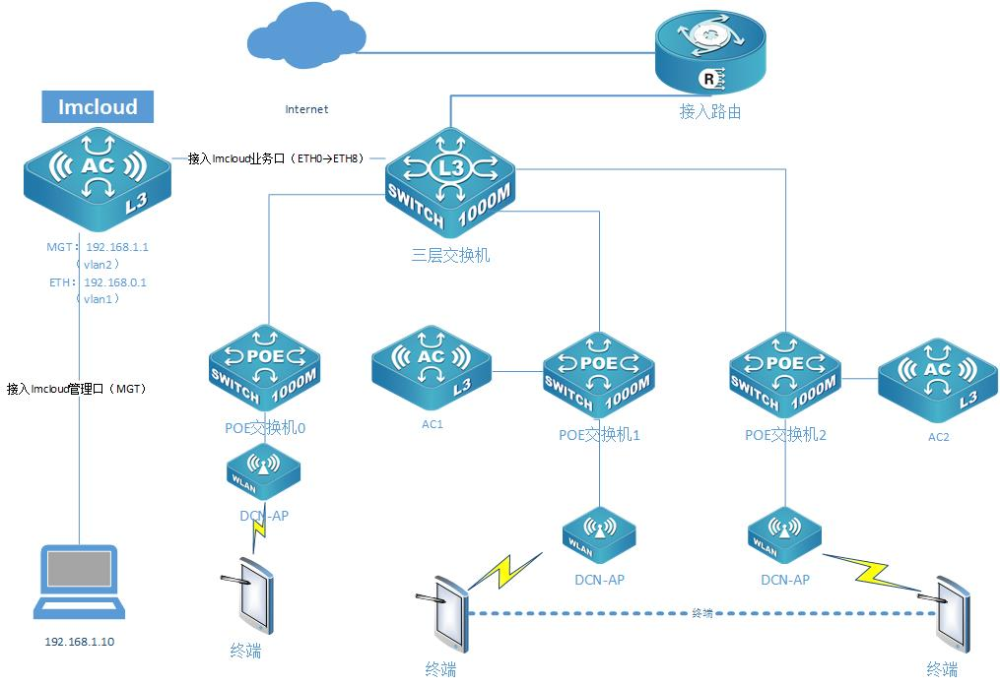 Internet
R
接入路由
Imcloud
AC
L3
接入Imcloud业务口（ETH0→ETH8）
L3
SWITCH 1000M
三层交换机
MGT：192.168.1.1
（vlan2）
ETH：192.168.0.1
（vlan1）
接入Imcloud管理口（MGT）
POE
SWITCH 1000M
POE交换机0
AC
L3
AC1
POE
SWITCH 1000M
POE交换机1
POE
SWITCH 1000M
POE交换机2
AC
L3
AC2
WLAN
DCN-AP
WLAN
DCN-AP
WLAN
DCN-AP
192.168.1.10
终端
终端
终端
终端